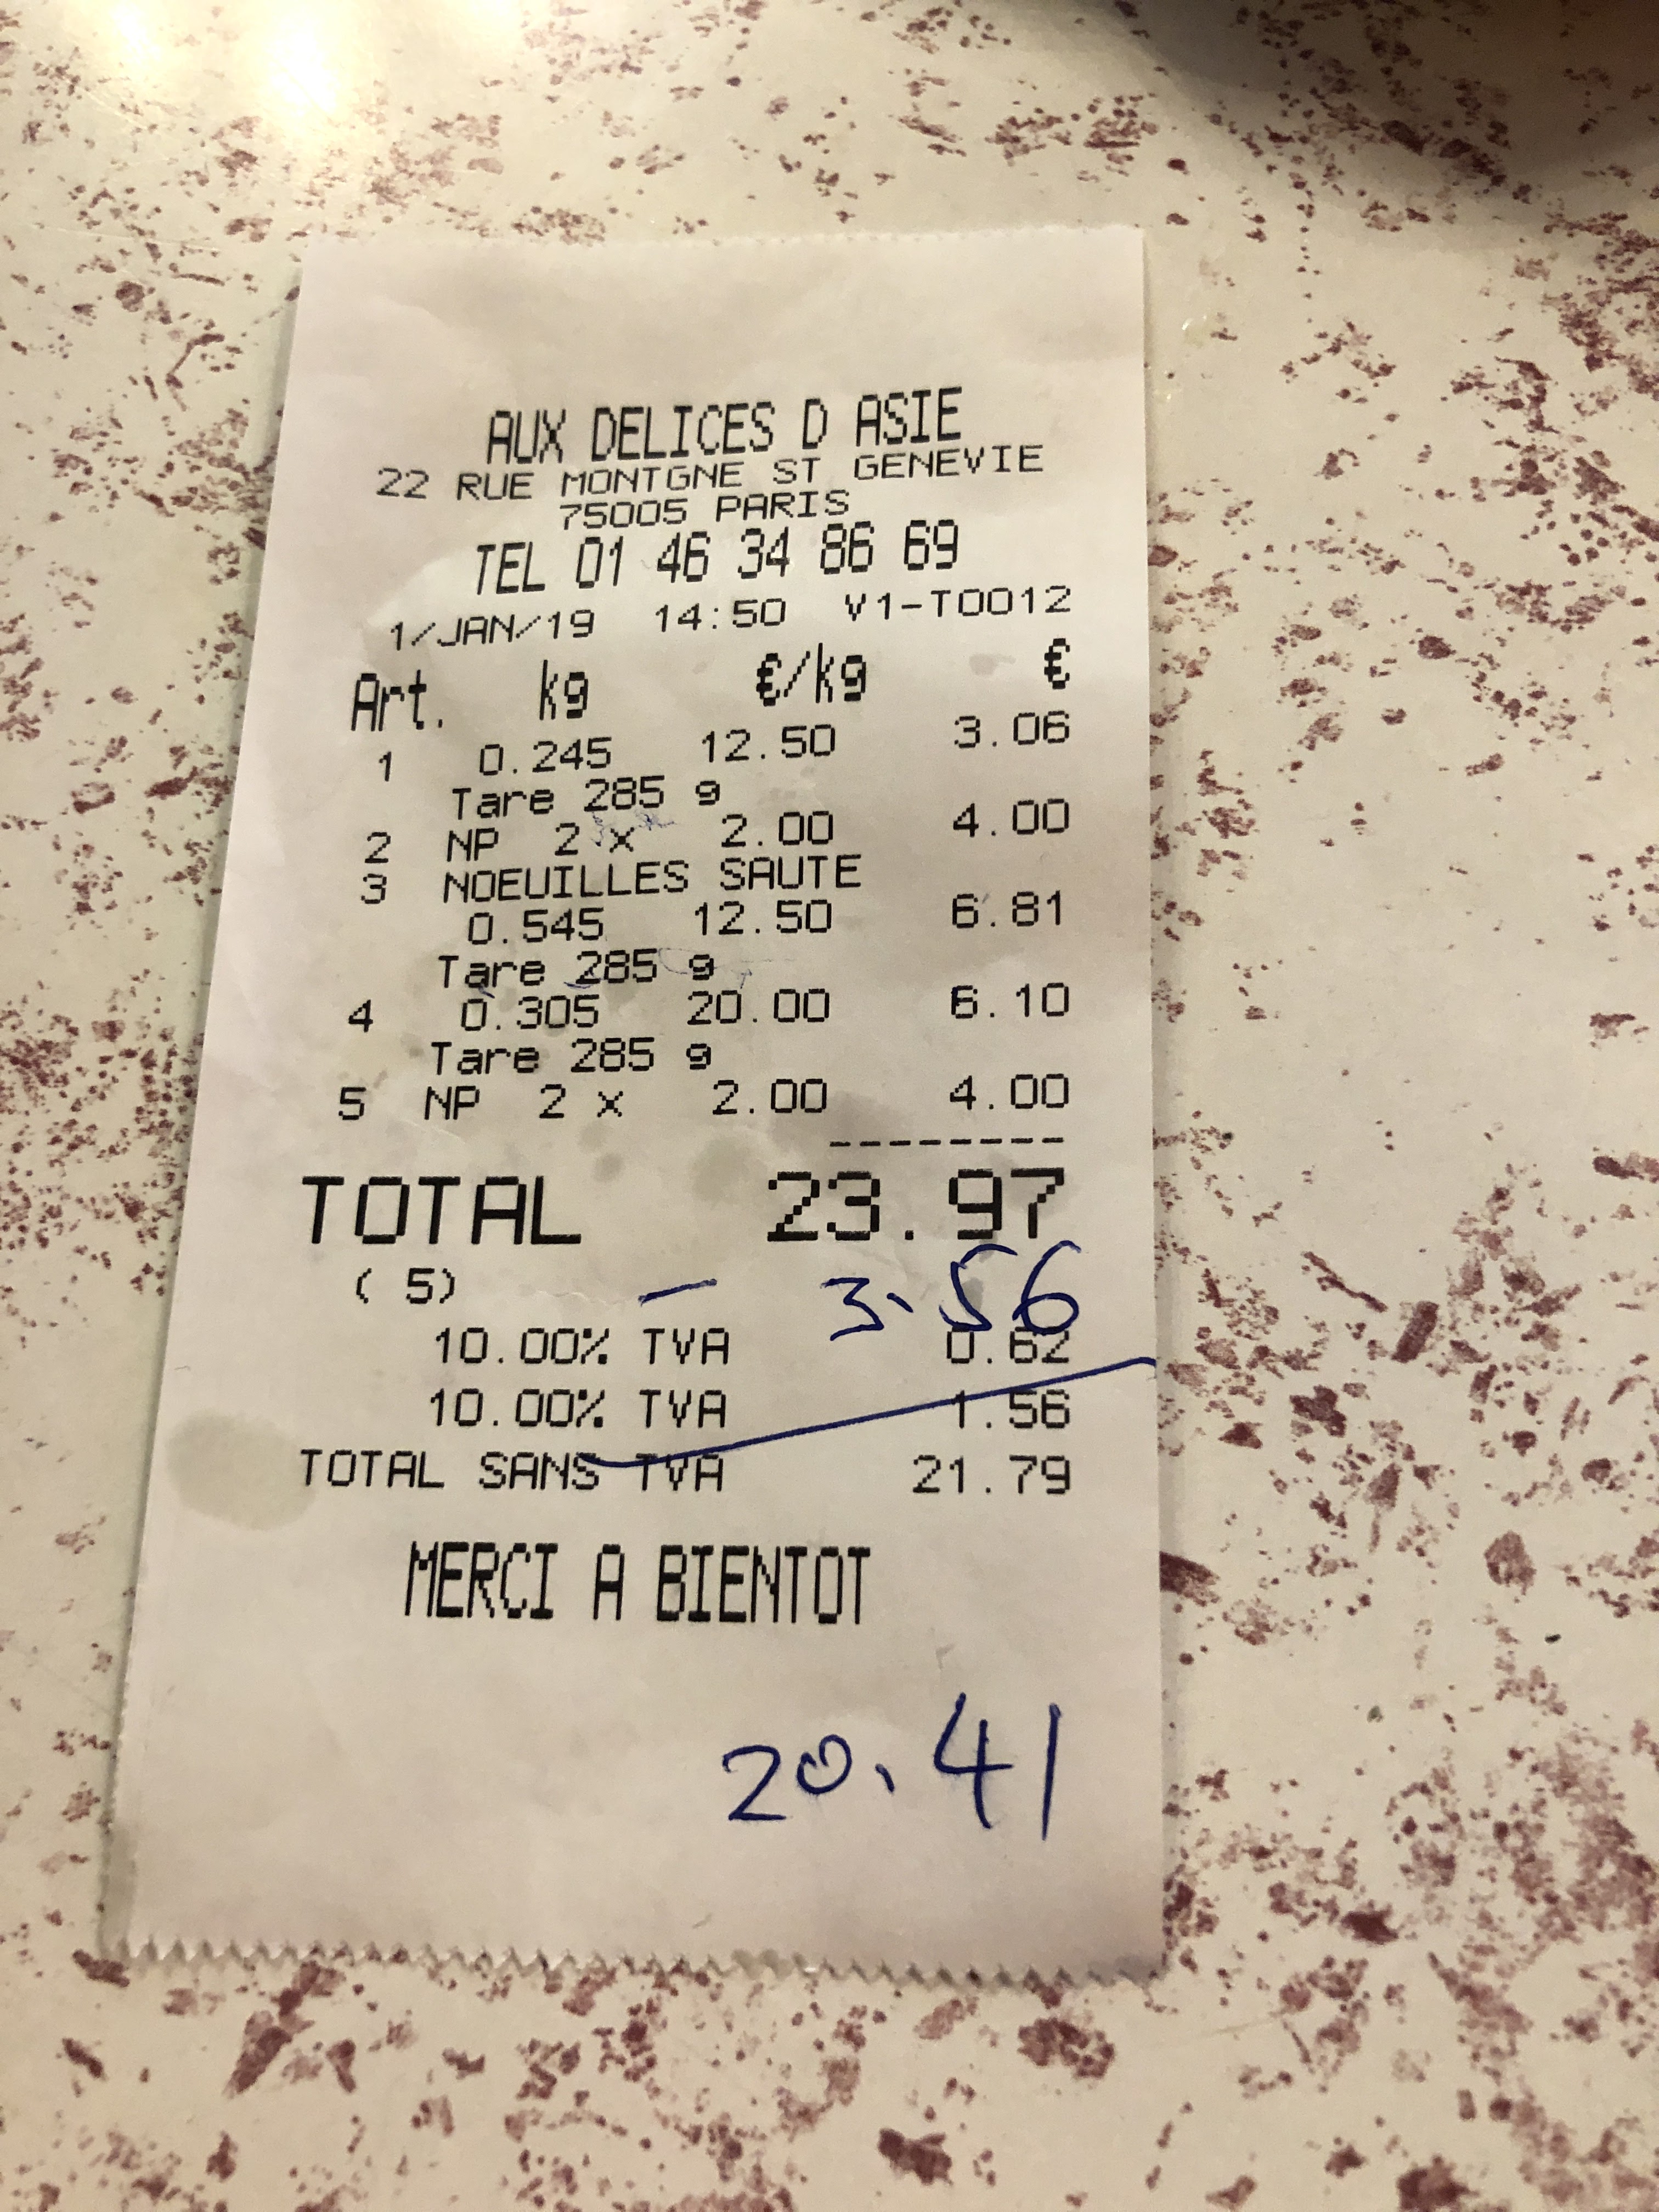 AUX DELICES D ASIE
22 RUE MONTGNE ST GENEVIE
75005 PARIS
TEL 01 46 34 86 69
1/JAN/19 14:50 V1-T0012
Art. kg €/kg €
1 0.245 12.50 3.06
Tare 285 g
2 NP 2 x 2.00 4.00
3 NOEUILLES SAUTE
0.545 12.50 6.81
Tare 285 g
4 0.305 20.00 6.10
Tare 285 g
5 NP 2 x 2.00 4.00
--------
TOTAL 23.97
( 5) - 3.56
10.00% TVA 0.62
10.00% TVA 1.56
TOTAL SANS TVA 21.79
MERCI A BIENTOT
20.41